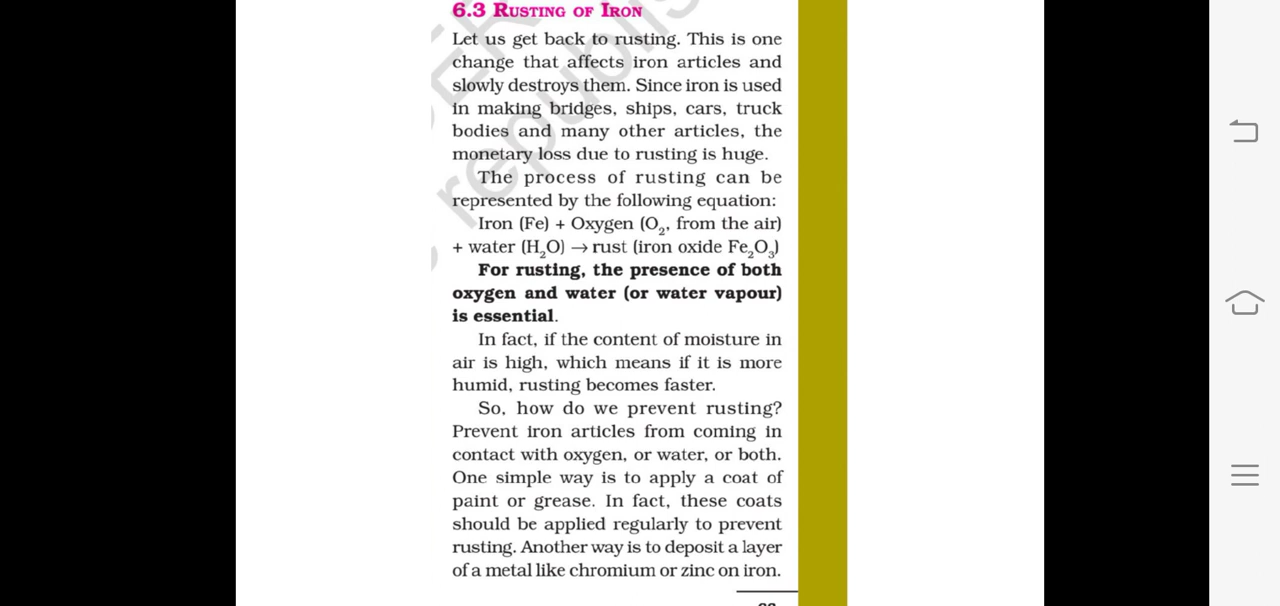 6.3 RUSTING OF IRON
Let us get back to rusting. This is one
change that affects iron articles and
slowly destroys them. Since iron is used
in making bridges, ships, cars, truck
bodies and many other articles, the
monetary loss due to rusting is huge.
The process of rusting can be
represented by the following equation:
Iron (Fe) + Oxygen (O₂, from the air)
+ water (H₂O) → rust (iron oxide Fe₂O₃)
For rusting, the presence of both
oxygen and water (or water vapour)
is essential.
In fact, if the content of moisture in
air is high, which means if it is more
humid, rusting becomes faster.
So, how do we prevent rusting?
Prevent iron articles from coming in
contact with oxygen, or water, or both.
One simple way is to apply a coat of
paint or grease. In fact, these coats
should be applied regularly to prevent
rusting. Another way is to deposit a layer
of a metal like chromium or zinc on iron.